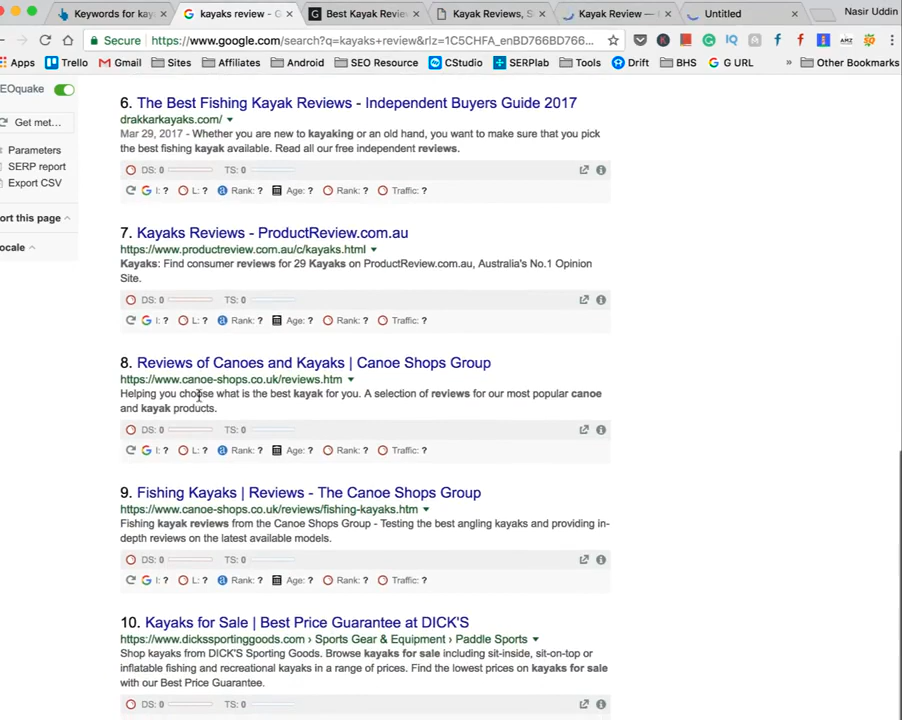 Keywords for kay
kayaks review - G
Best Kayak Review
Kayak Reviews, S
Kayak Review —
Untitled
Nasir Uddin
Secure https://www.google.com/search?q=kayaks+review&rlz=1C5CHFA_enBD766BD766...
Apps Trello Gmail Sites Affiliates Android SEO Resource CStudio SERPlab Tools Drift BHS G URL » Other Bookmarks
EOquake
Get met...
Parameters
SERP report
Export CSV
ort this page
ocale
6. The Best Fishing Kayak Reviews - Independent Buyers Guide 2017
drakkarkayaks.com/
Mar 29, 2017 - Whether you are new to kayaking or an old hand, you want to make sure that you pick
the best fishing kayak available. Read all our free independent reviews.
DS: 0 TS: 0
I: ? L: ? Rank: ? Age: ? Rank: ? Traffic: ?
7. Kayaks Reviews - ProductReview.com.au
https://www.productreview.com.au/c/kayaks.html
Kayaks: Find consumer reviews for 29 Kayaks on ProductReview.com.au, Australia's No.1 Opinion
Site.
DS: 0 TS: 0
I: ? L: ? Rank: ? Age: ? Rank: ? Traffic: ?
8. Reviews of Canoes and Kayaks | Canoe Shops Group
https://www.canoe-shops.co.uk/reviews.htm
Helping you choose what is the best kayak for you. A selection of reviews for our most popular canoe
and kayak products.
DS: 0 TS: 0
I: ? L: ? Rank: ? Age: ? Rank: ? Traffic: ?
9. Fishing Kayaks | Reviews - The Canoe Shops Group
https://www.canoe-shops.co.uk/reviews/fishing-kayaks.htm
Fishing kayak reviews from the Canoe Shops Group - Testing the best angling kayaks and providing in-
depth reviews on the latest available models.
DS: 0 TS: 0
I: ? L: ? Rank: ? Age: ? Rank: ? Traffic: ?
10. Kayaks for Sale | Best Price Guarantee at DICK'S
https://www.dickssportinggoods.com › Sports Gear & Equipment › Paddle Sports
Shop kayaks from DICK'S Sporting Goods. Browse kayaks for sale including sit-inside, sit-on-top or
inflatable fishing and recreational kayaks in a range of prices. Find the lowest prices on kayaks for sale
with our Best Price Guarantee.
DS: 0 TS: 0